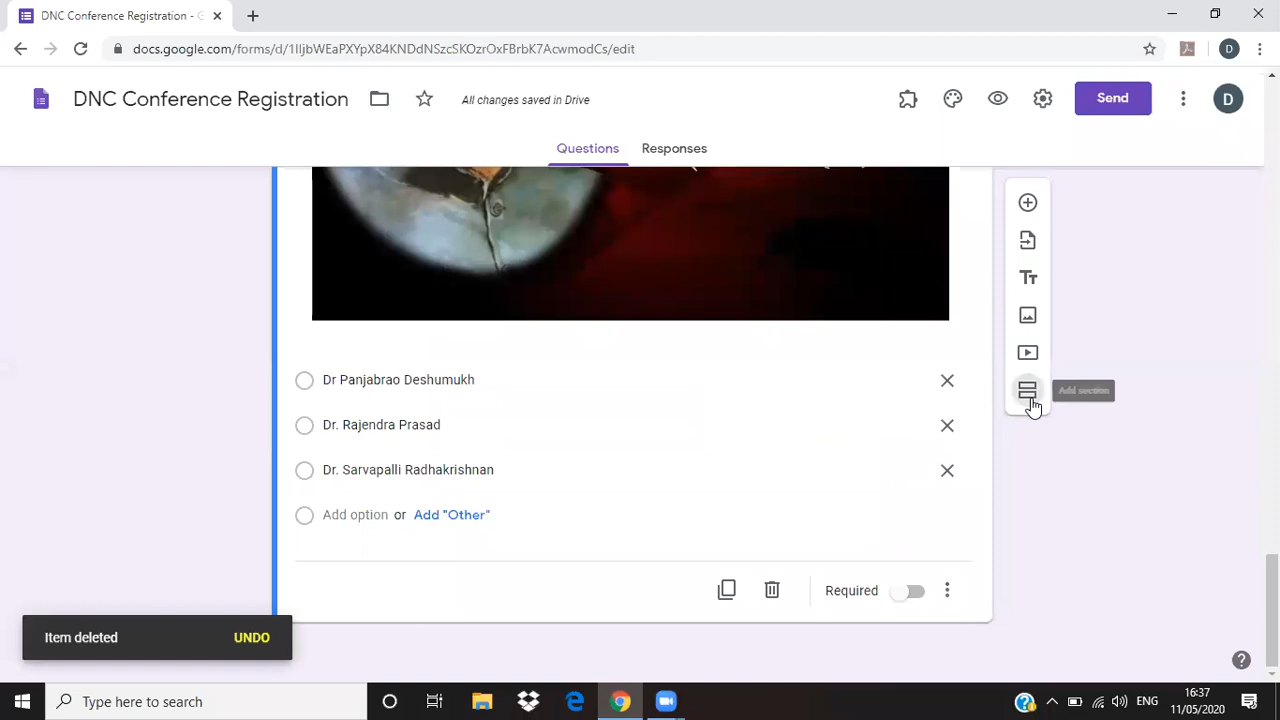 DNC Conference Registration - G
docs.google.com/forms/d/1IljbWEaPXYpX84KNDdNSzcSKOzrOxFBrbK7AcwmodCs/edit
D
DNC Conference Registration
All changes saved in Drive
Send
D
Questions
Responses
Add section
Dr Panjabrao Deshumukh
Dr. Rajendra Prasad
Dr. Sarvapalli Radhakrishnan
Add option or Add "Other"
Required
Item deleted
UNDO
Type here to search
ENG
16:37
11/05/2020